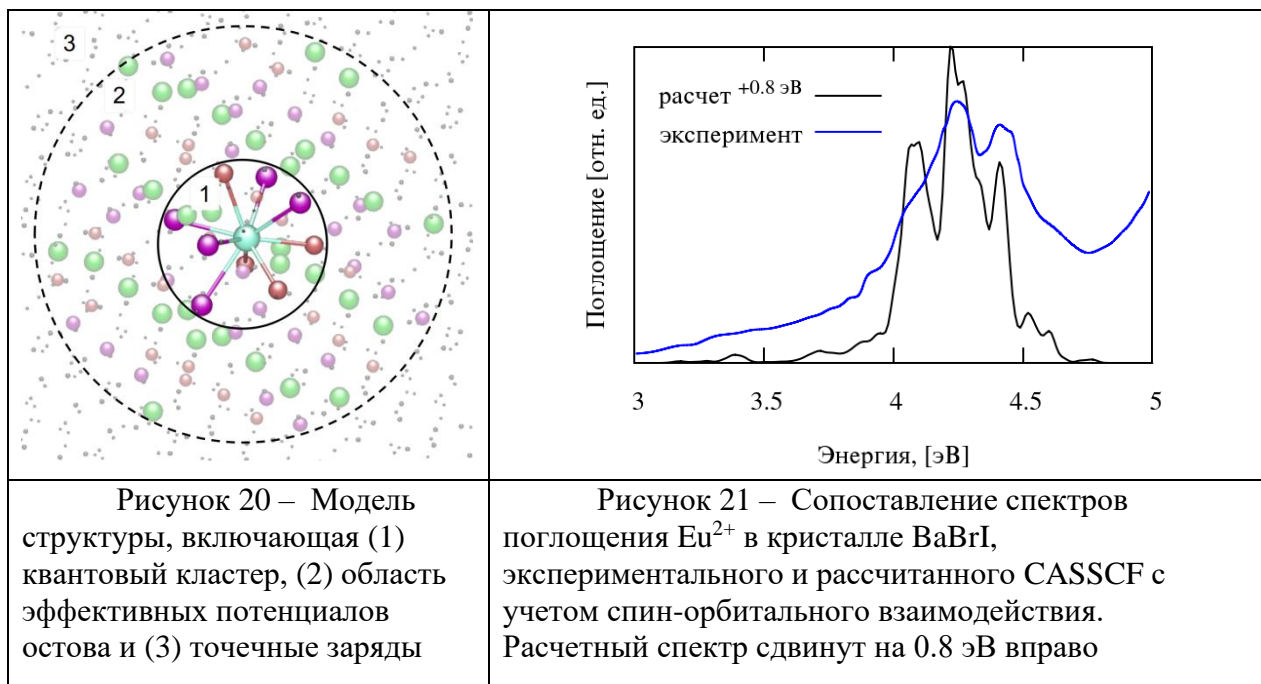 3
2
1
расчет +0.8 эВ
эксперимент
Поглощение [отн. ед.]
3 3.5 4 4.5 5
Энергия, [эВ]
Рисунок 20 – Модель
структуры, включающая (1)
квантовый кластер, (2) область
эффективных потенциалов
остова и (3) точечные заряды
Рисунок 21 – Сопоставление спектров
поглощения Eu2+ в кристалле BaBrI,
экспериментального и рассчитанного CASSCF с
учетом спин-орбитального взаимодействия.
Расчетный спектр сдвинут на 0.8 эВ вправо